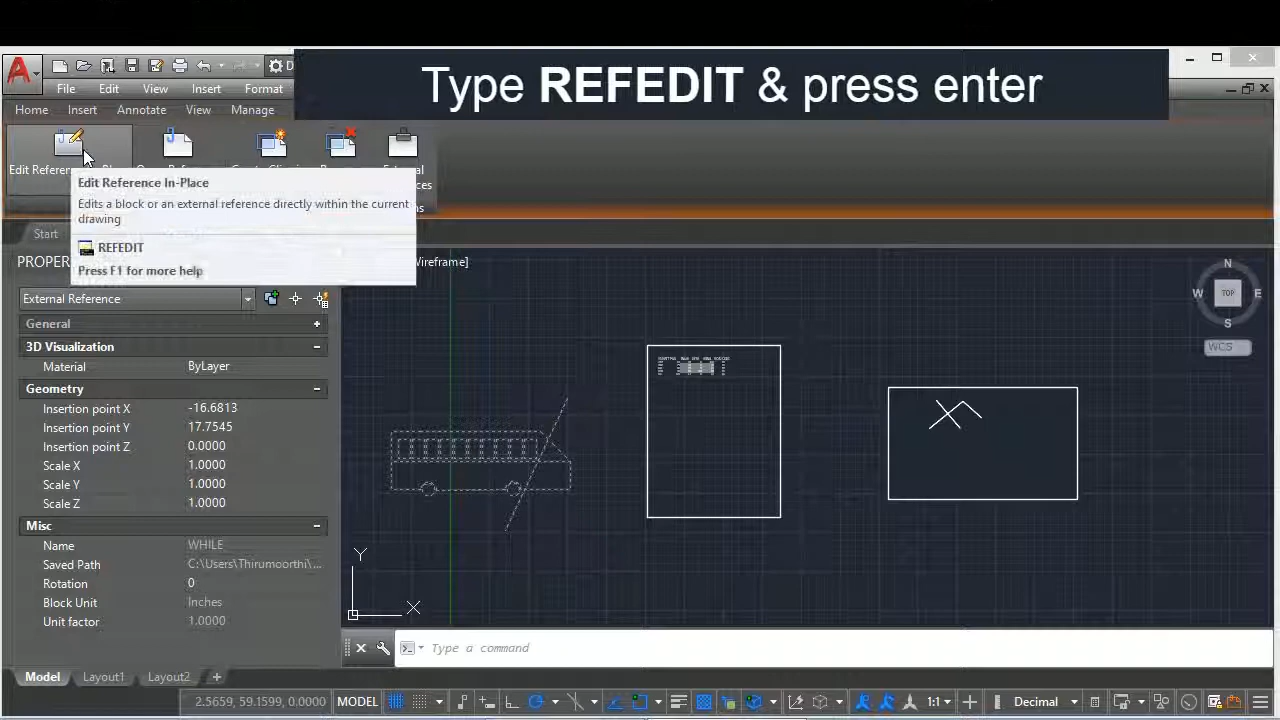 Type REFEDIT & press enter
File Edit View Insert Format
Home Insert Annotate View Manage
Edit Reference In-Place
Edits a block or an external reference directly within the current
drawing
REFEDIT
Press F1 for more help
Start
Wireframe]
External Reference
General
3D Visualization
Material ByLayer
Geometry
Insertion point X -16.6813
Insertion point Y 17.7545
Insertion point Z 0.0000
Scale X 1.0000
Scale Y 1.0000
Scale Z 1.0000
Misc
Name WHILE
Saved Path C:\Users\Thirumoorthi\...
Rotation 0
Block Unit Inches
Unit factor 1.0000
N
W TOP E
S
WCS
Y
X
Type a command
Model Layout1 Layout2 +
2.5659, 59.1599, 0.0000 MODEL 1:1 Decimal